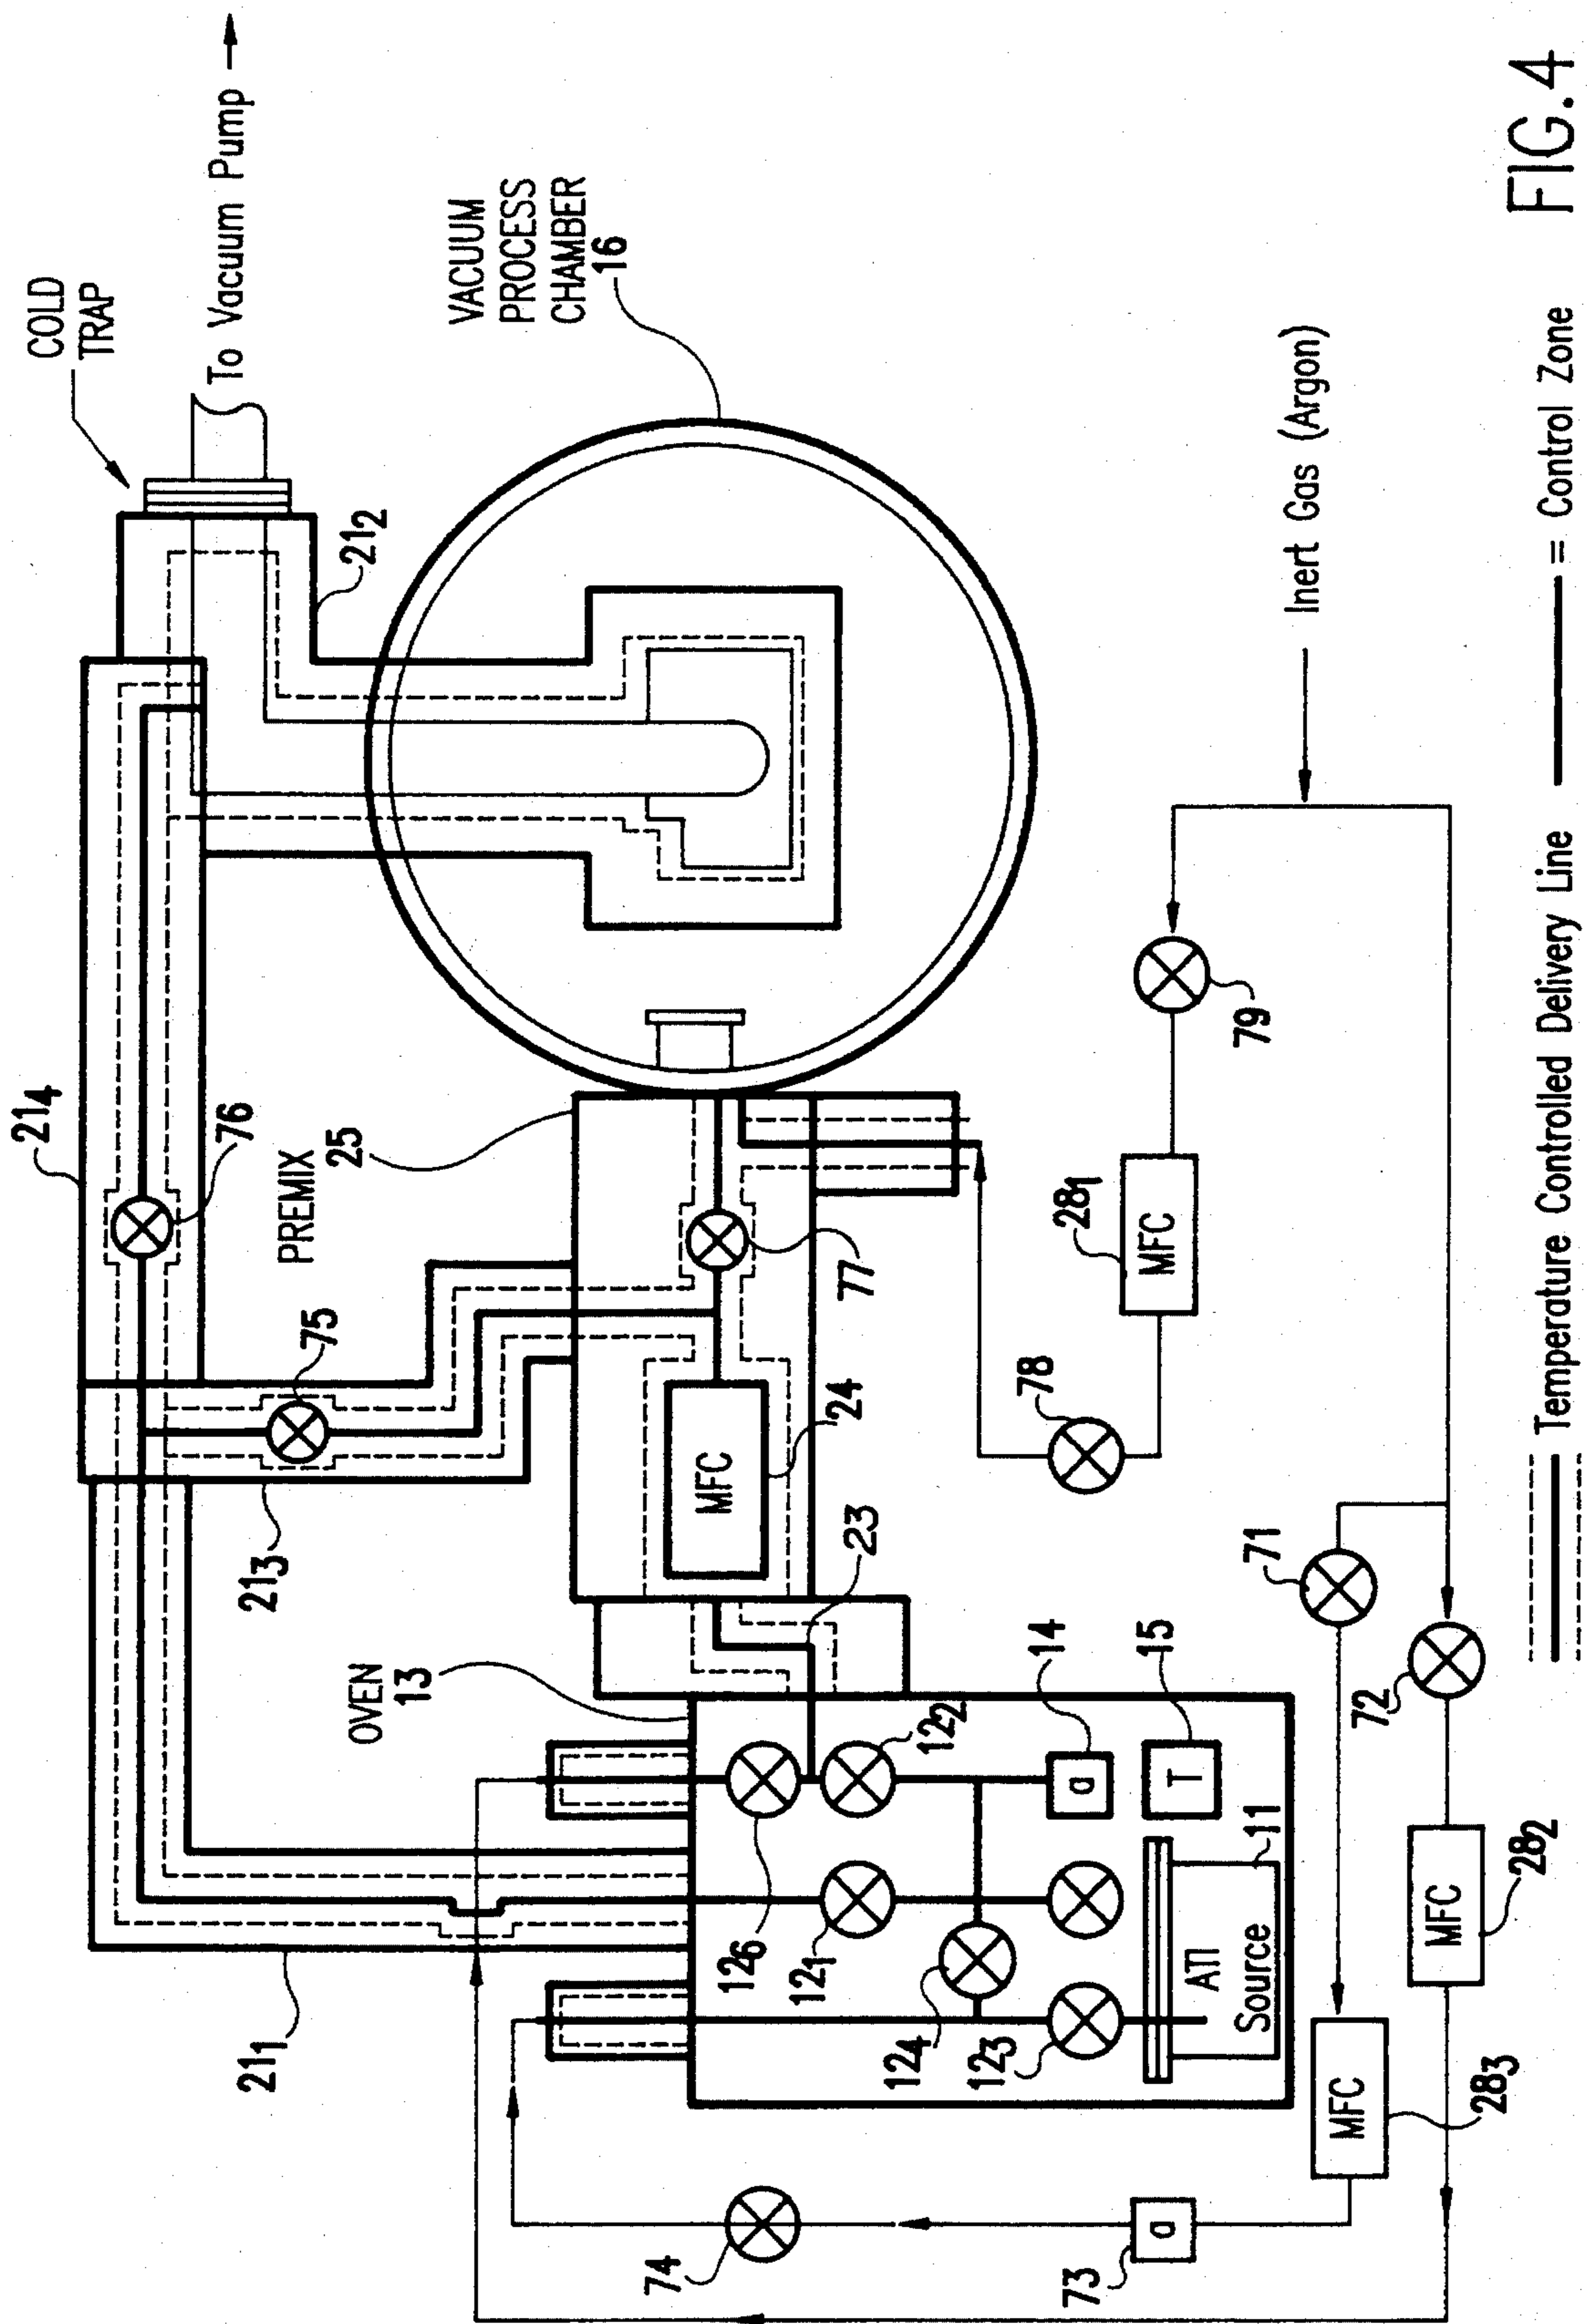 COLD
TRAP
To Vacuum Pump
21₂
VACUUM
PROCESS
CHAMBER
16
21₄
76
PREMIX
25
75
77
21₃
MFC
24
23
Inert Gas (Argon)
79
28₁
MFC
78
OVEN
13
21₁
12₆
12₂
12₁
12₄
12₃
14
a
15
T
11
ATI
Source
71
72
MFC
28₂
MFC
28₃
74
73
a
Temperature Controlled Delivery Line
= Control Zone
FIG.4